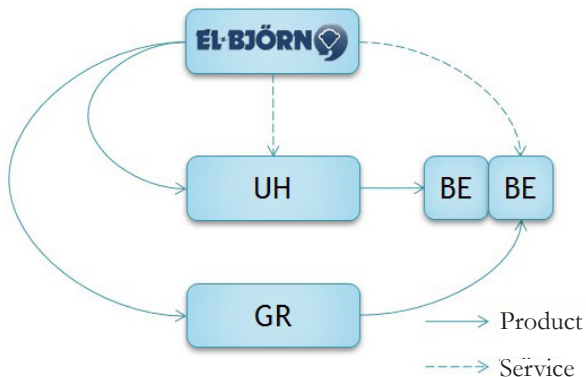 EL-BJÖRN
UH
BE BE
GR
Product
Service